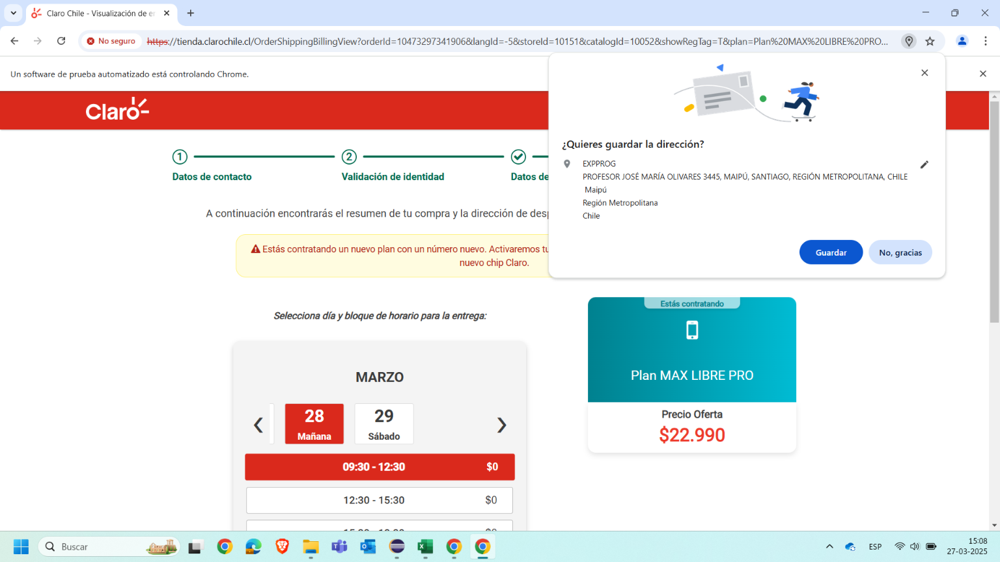 Claro Chile - Visualización de e
No seguro
https://tienda.clarochile.cl/OrderShippingBillingView?orderId=10473297341906&langId=-5&storeId=10151&catalogId=10052&showRegTag=T&plan=Plan%20MAX%20LIBRE%20PRO...
Un software de prueba automatizado está controlando Chrome.
Claro
¿Quieres guardar la dirección?
EXPPROG
PROFESOR JOSÉ MARÍA OLIVARES 3445, MAIPÚ, SANTIAGO, REGIÓN METROPOLITANA, CHILE
Maipú
Región Metropolitana
Chile
Guardar
No, gracias
1
2
Datos de contacto
Validación de identidad
Datos de
A continuación encontrarás el resumen de tu compra y la dirección de desp
Estás contratando un nuevo plan con un número nuevo. Activaremos tu
nuevo chip Claro.
Selecciona día y bloque de horario para la entrega:
MARZO
28
Mañana
29
Sábado
09:30 - 12:30 $0
12:30 - 15:30 $0
Estás contratando
Plan MAX LIBRE PRO
Precio Oferta
$22.990
Buscar
ESP
15:08
27-03-2025